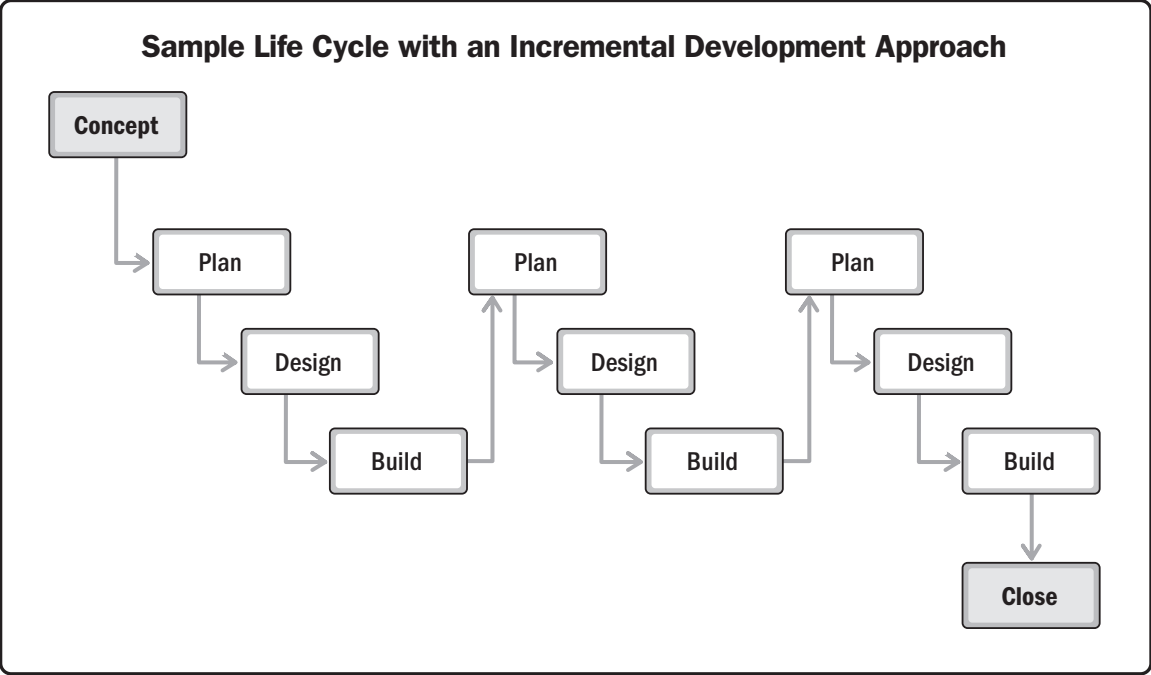 Sample Life Cycle with an Incremental Development Approach
Concept
Plan
Plan
Plan
Design
Design
Design
Build
Build
Build
Close